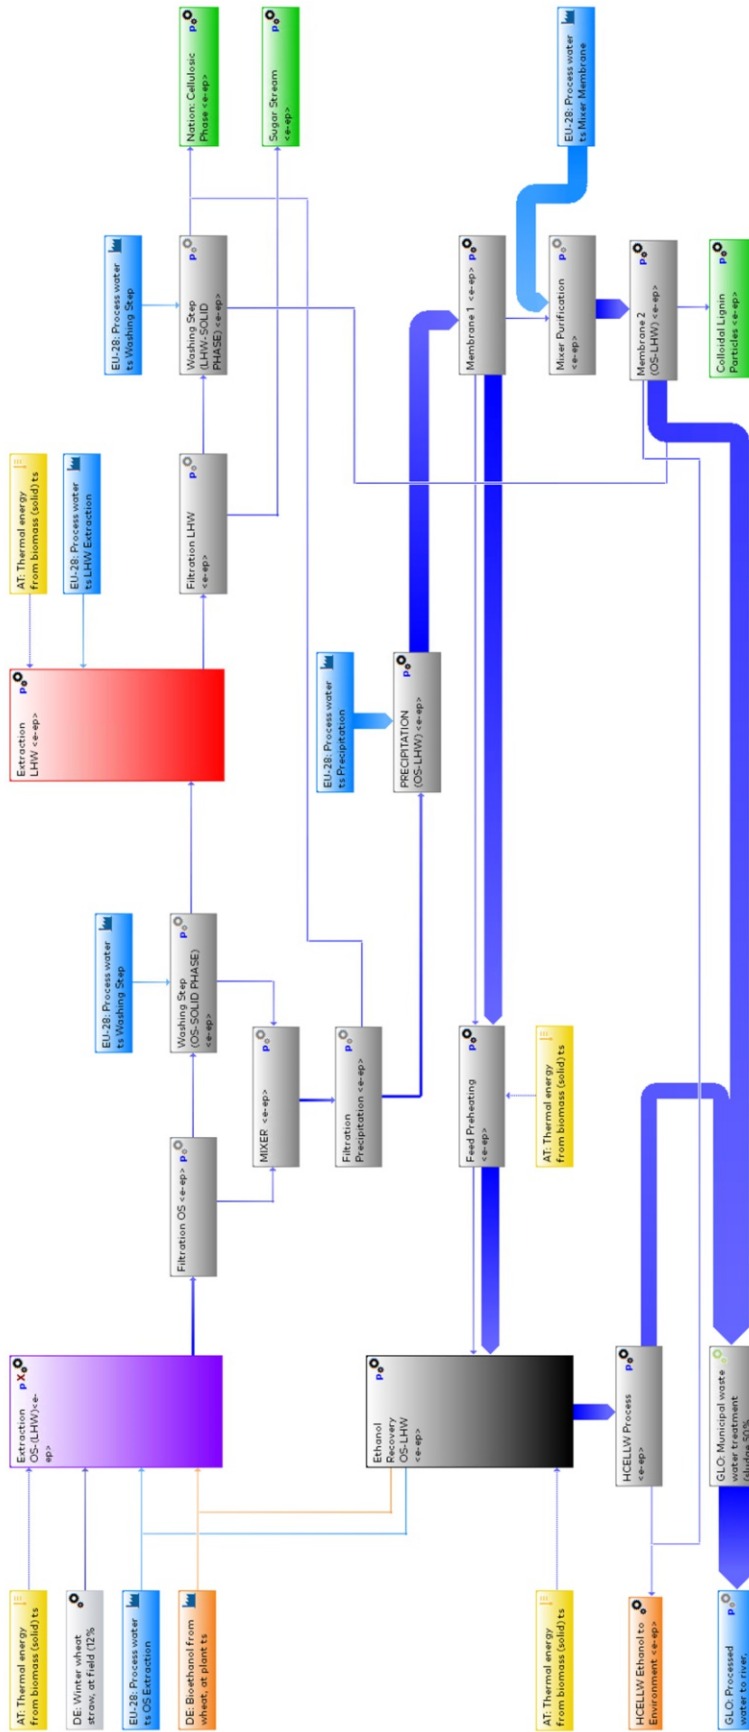 AT: Thermal energy
from biomass (solid) ts
DE: Winter wheat
straw, at field (12%
EU-28: Process water
ts OS Extraction
DE: Bioethanol from
wheat, at plant ts
Extraction
OS-(LHW)<e-
ep>
Filtration OS <e-ep>
EU-28: Process water
ts Washing Step
Washing Step
(OS-SOLID PHASE)
<e-ep>
MIXER <e-ep>
Filtration
Precipitation <e-ep>
Extraction
LHW <e-ep>
AT: Thermal energy
from biomass (solid) ts
EU-28: Process water
ts LHW Extraction
Filtration LHW
<e-ep>
EU-28: Process water
ts Washing Step
Washing Step
(LHW-SOLID
PHASE) <e-ep>
Nation: Cellulosic
Phase <e-ep>
Sugar Stream
<e-ep>
EU-28: Process water
ts Precipitation
PRECIPITATION
(OS-LHW) <e-ep>
Membrane 1 <e-ep>
EU-28: Process water
ts Mixer Membrane
Mixer Purification
<e-ep>
Membrane 2
(OS-LHW) <e-ep>
Colloidal Lignin
Particles <e-ep>
Feed Preheating
<e-ep>
AT: Thermal energy
from biomass (solid) ts
Ethanol
Recovery
OS-LHW
<e-ep>
AT: Thermal energy
from biomass (solid) ts
HCELLW Process
<e-ep>
HCELLW Ethanol to
Environment <e-ep>
GLO: Municipal waste
water treatment
(sludge 50%
GLO: Processed
water to river,